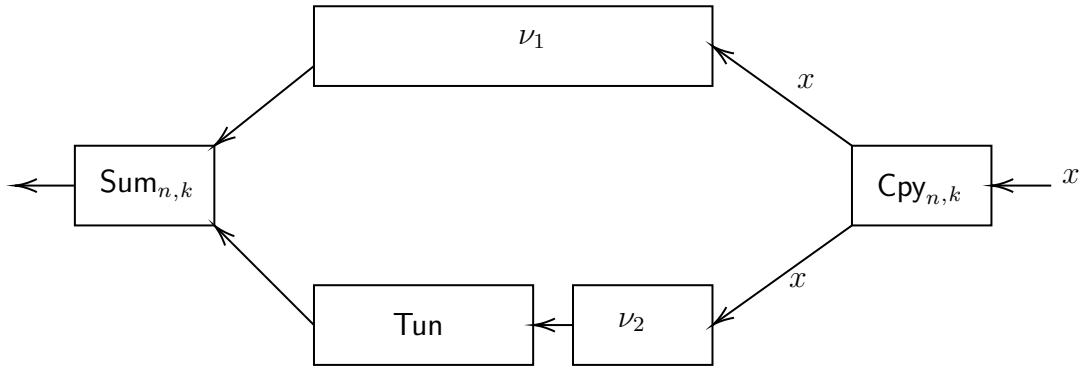 ν₁
x
Sumₙ,ₖ
Cpyₙ,ₖ
x
x
Tun
ν₂